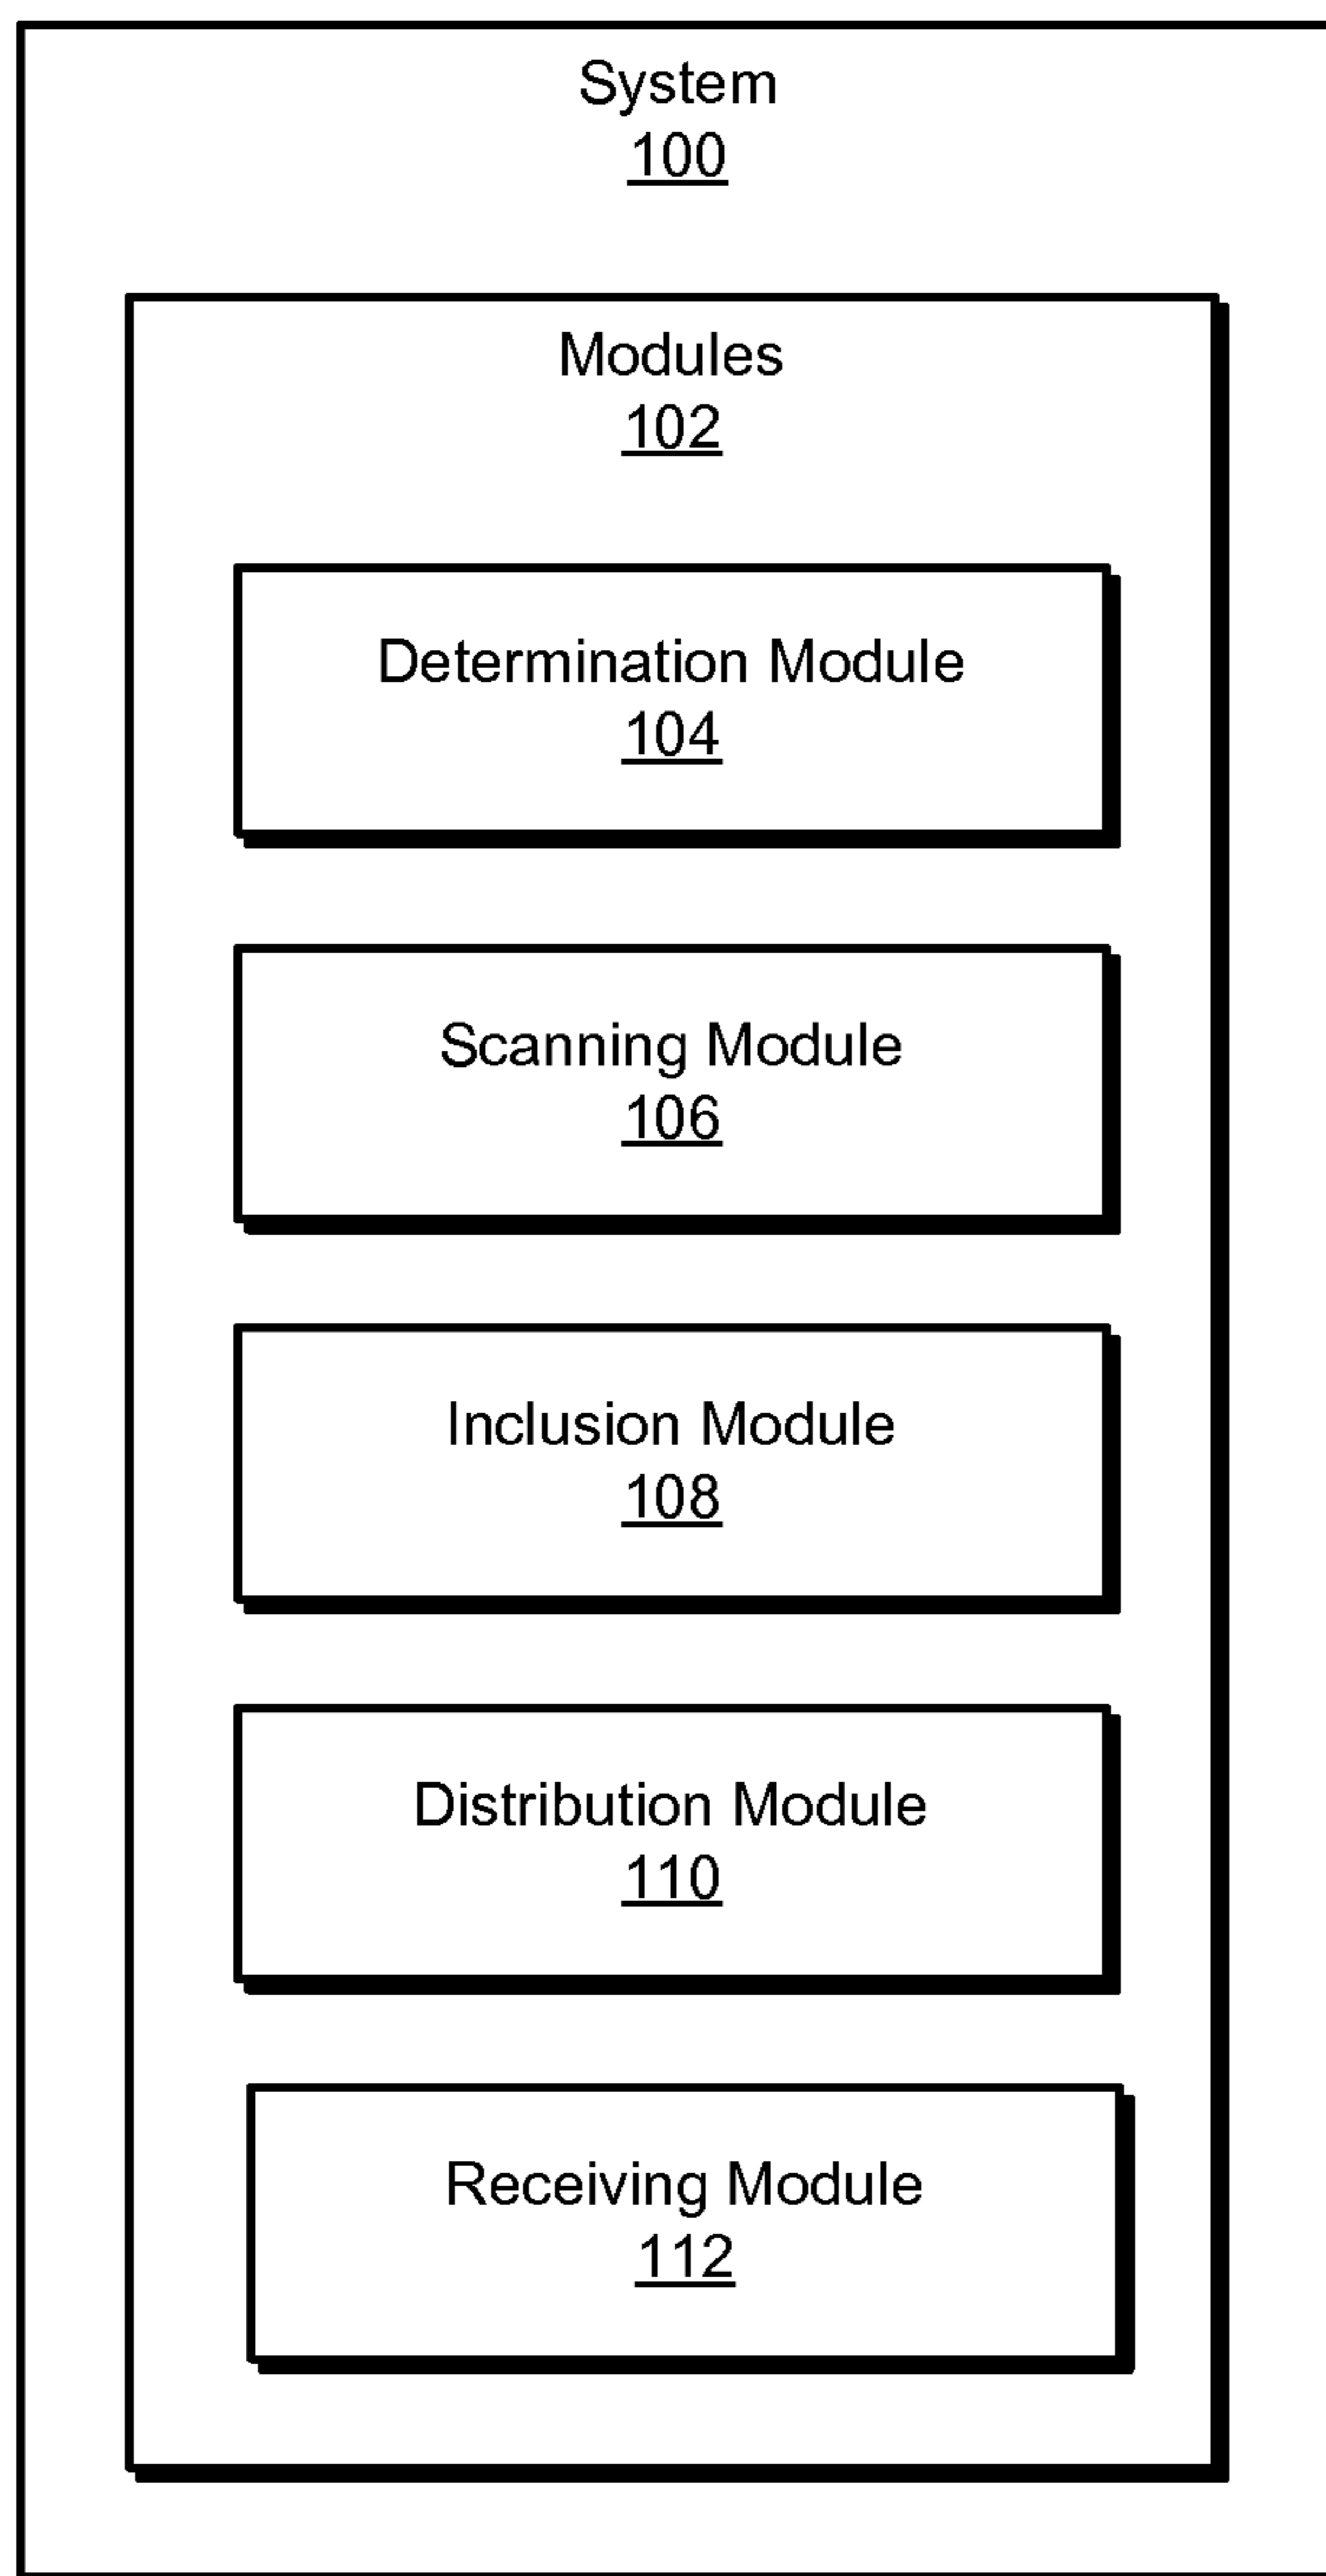 System
100
Modules
102
Determination Module
104
Scanning Module
106
Inclusion Module
108
Distribution Module
110
Receiving Module
112